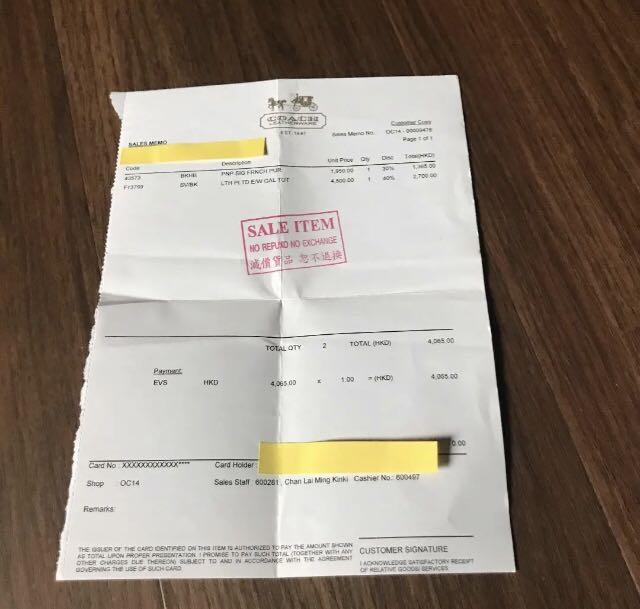 COACH
LEATHERWARE
EST. 1941
Customer Copy
SALES MEMO
Sales Memo No. OC14 - 00009478
Page 1 of 1
Code Description Unit Price Qty Disc Total(HKD)
43573 BKHB PNP SIG FRNCH PUR 1,950.00 1 30% 1,365.00
F13759 SV/BK LTH PLTD E/W GAL TOT 4,500.00 1 40% 2,700.00
SALE ITEM
NO REFUND NO EXCHANGE
減價貨品 恕不退換
TOTAL QTY 2 TOTAL (HKD) 4,065.00
Payment:
EVS HKD 4,065.00 x 1.00 = (HKD) 4,065.00
0.00
Card No : XXXXXXXXXXXX**** Card Holder :
Shop OC14 Sales Staff : 600281 , Chan Lai Ming Kinki Cashier No.: 600497
Remarks:
THE ISSUER OF THE CARD IDENTIFIED ON THIS ITEM IS AUTHORIZED TO PAY THE AMOUNT SHOWN
AS TOTAL UPON PROPER PRESENTATION. I PROMISE TO PAY SUCH TOTAL (TOGETHER WITH ANY
OTHER CHARGES DUE THEREON) SUBJECT TO AND IN ACCORDANCE WITH THE AGREEMENT
GOVERNING THE USE OF SUCH CARD.
CUSTOMER SIGNATURE
I ACKNOWLEDGE SATISFACTORY RECEIPT
OF RELATIVE GOODS/ SERVICES.